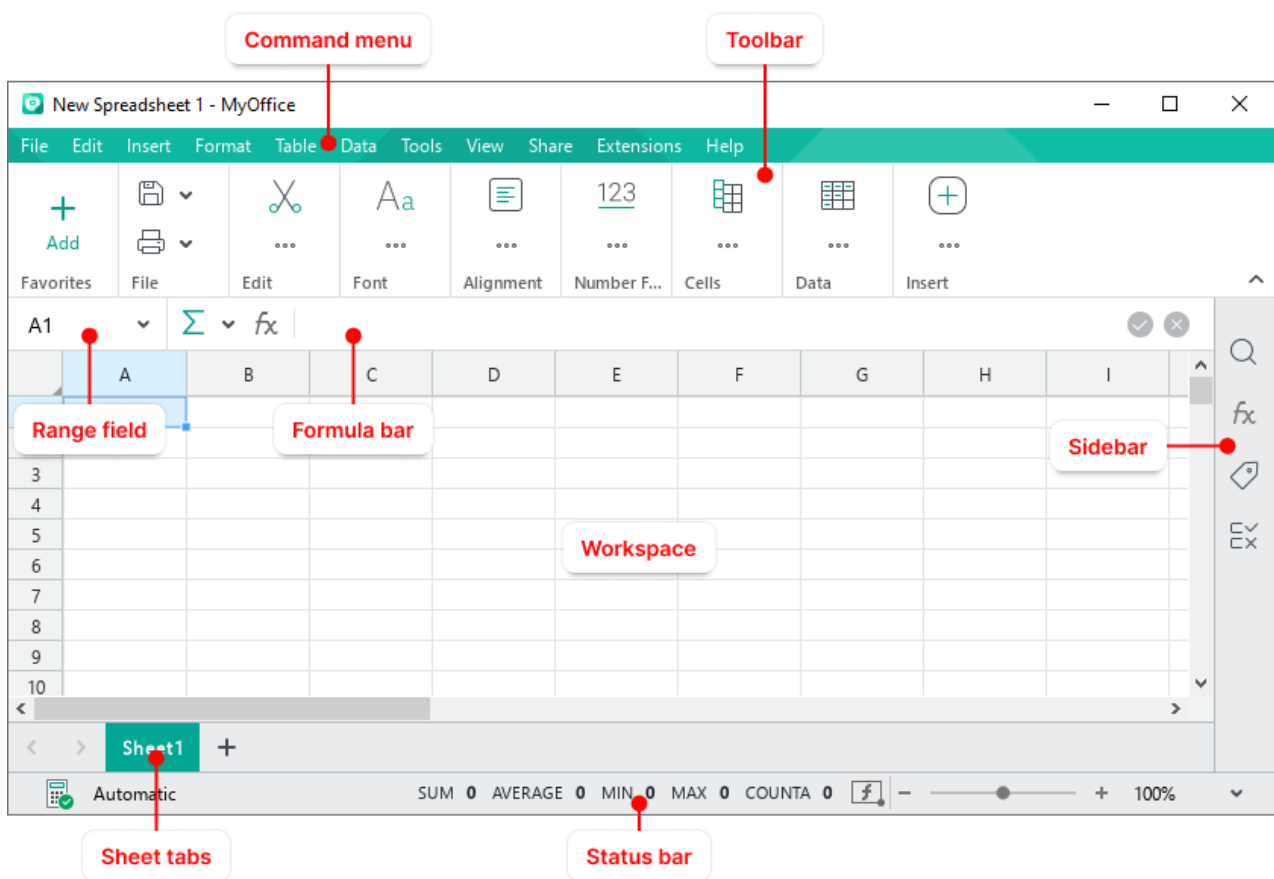 Command menu
Toolbar
New Spreadsheet 1 - MyOffice
File Edit Insert Format Table Data Tools View Share Extensions Help
Aa
123
Add
Favorites File Edit Font Alignment Number F... Cells Data Insert
A1 Σ fx
A B C D E F G H I
Range field
Formula bar
fx
Sidebar
3
4
5
Workspace
6
7
8
9
10
Sheet1
Automatic SUM 0 AVERAGE 0 MIN 0 MAX 0 COUNTA 0 f 100%
Sheet tabs
Status bar